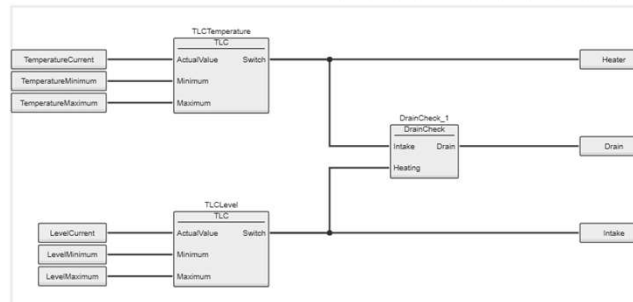 TLCTemperature
TLC
TemperatureCurrent
ActualValue Switch
Heater
TemperatureMinimum
Minimum
TemperatureMaximum
Maximum
DrainCheck_1
DrainCheck
Intake Drain
Drain
Heating
TLCLevel
TLC
LevelCurrent
ActualValue Switch
Intake
LevelMinimum
Minimum
LevelMaximum
Maximum